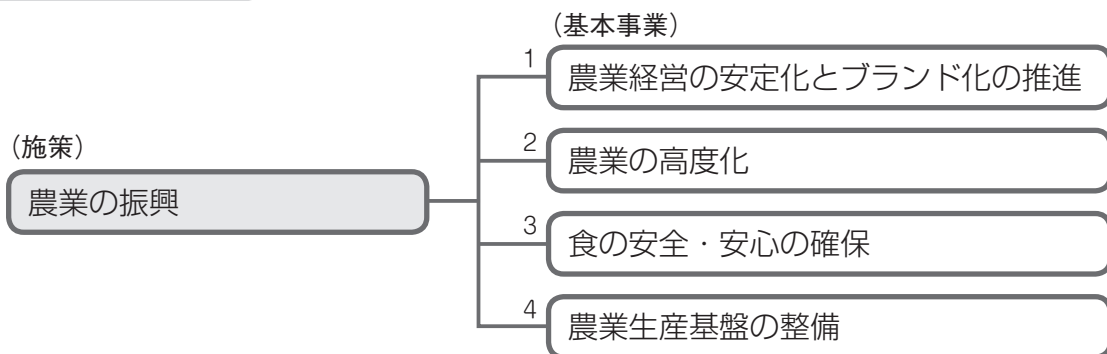 (基本事業)
1 農業経営の安定化とブランド化の推進
2 農業の高度化
(施策)
農業の振興
3 食の安全・安心の確保
4 農業生産基盤の整備